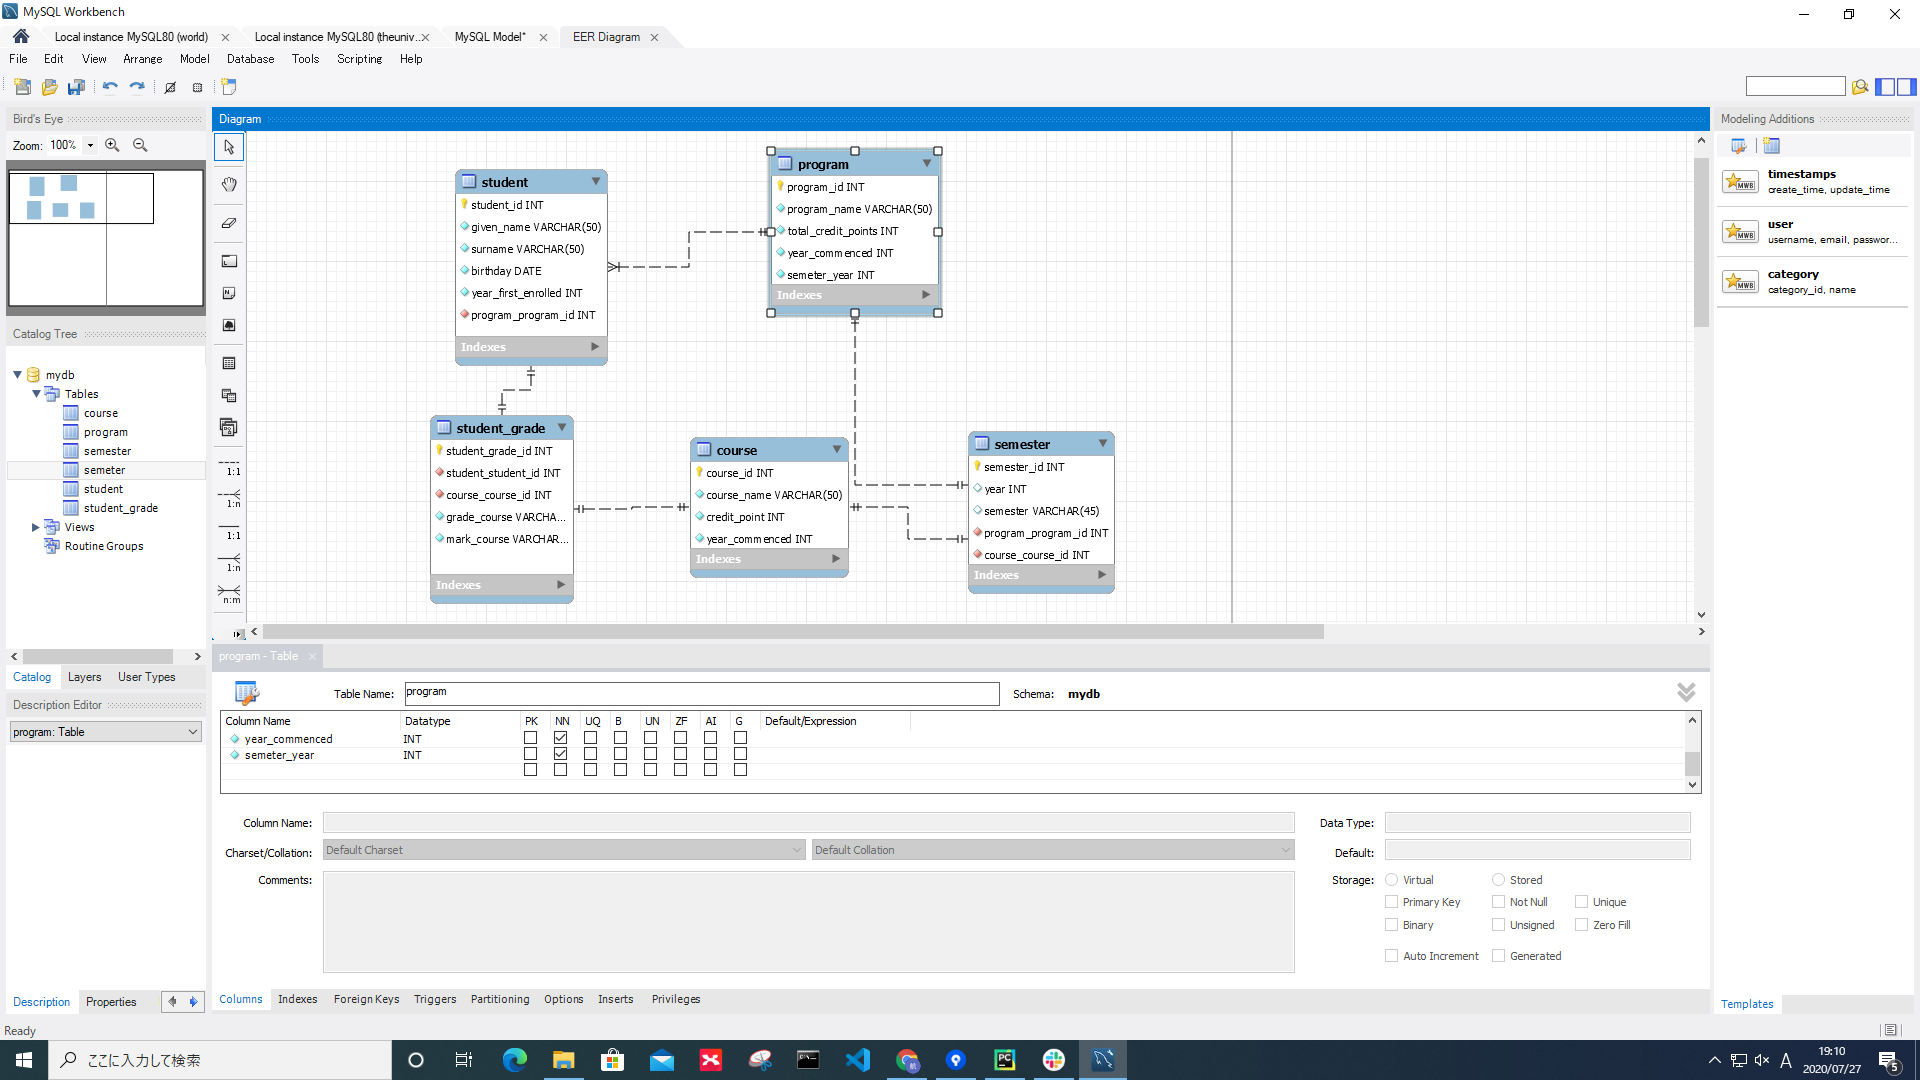 MySQL Workbench
Local instance MySQL80 (world)
Local instance MySQL80 (theuniv...
MySQL Model*
EER Diagram
File Edit View Arrange Model Database Tools Scripting Help
Bird's Eye
Zoom: 100%
Catalog Tree
mydb
Tables
course
program
semester
semeter
student
student_grade
Views
Routine Groups
Catalog Layers User Types
Description Editor
program: Table
Description Properties
Ready
Diagram
1:1
1:n
1:1
1:n
n:m
student
student_id INT
given_name VARCHAR(50)
surname VARCHAR(50)
birthday DATE
year_first_enrolled INT
program_program_id INT
Indexes
program
program_id INT
program_name VARCHAR(50)
total_credit_points INT
year_commenced INT
semeter_year INT
Indexes
student_grade
student_grade_id INT
student_student_id INT
course_course_id INT
grade_course VARCHA...
mark_course VARCHAR...
Indexes
course
course_id INT
course_name VARCHAR(50)
credit_point INT
year_commenced INT
Indexes
semester
semester_id INT
year INT
semester VARCHAR(45)
program_program_id INT
course_course_id INT
Indexes
Modeling Additions
MWB
timestamps
create_time, update_time
MWB
user
username, email, passwor...
MWB
category
category_id, name
Templates
program - Table
Table Name: program
Schema: mydb
Column Name Datatype PK NN UQ B UN ZF AI G Default/Expression
year_commenced INT
semeter_year INT
Column Name:
Data Type:
Charset/Collation: Default Charset Default Collation
Default:
Comments:
Storage: Virtual Stored
Primary Key Not Null Unique
Binary Unsigned Zero Fill
Auto Increment Generated
Columns Indexes Foreign Keys Triggers Partitioning Options Inserts Privileges
ここに入力して検索
PC
A
19:10
2020/07/27
5